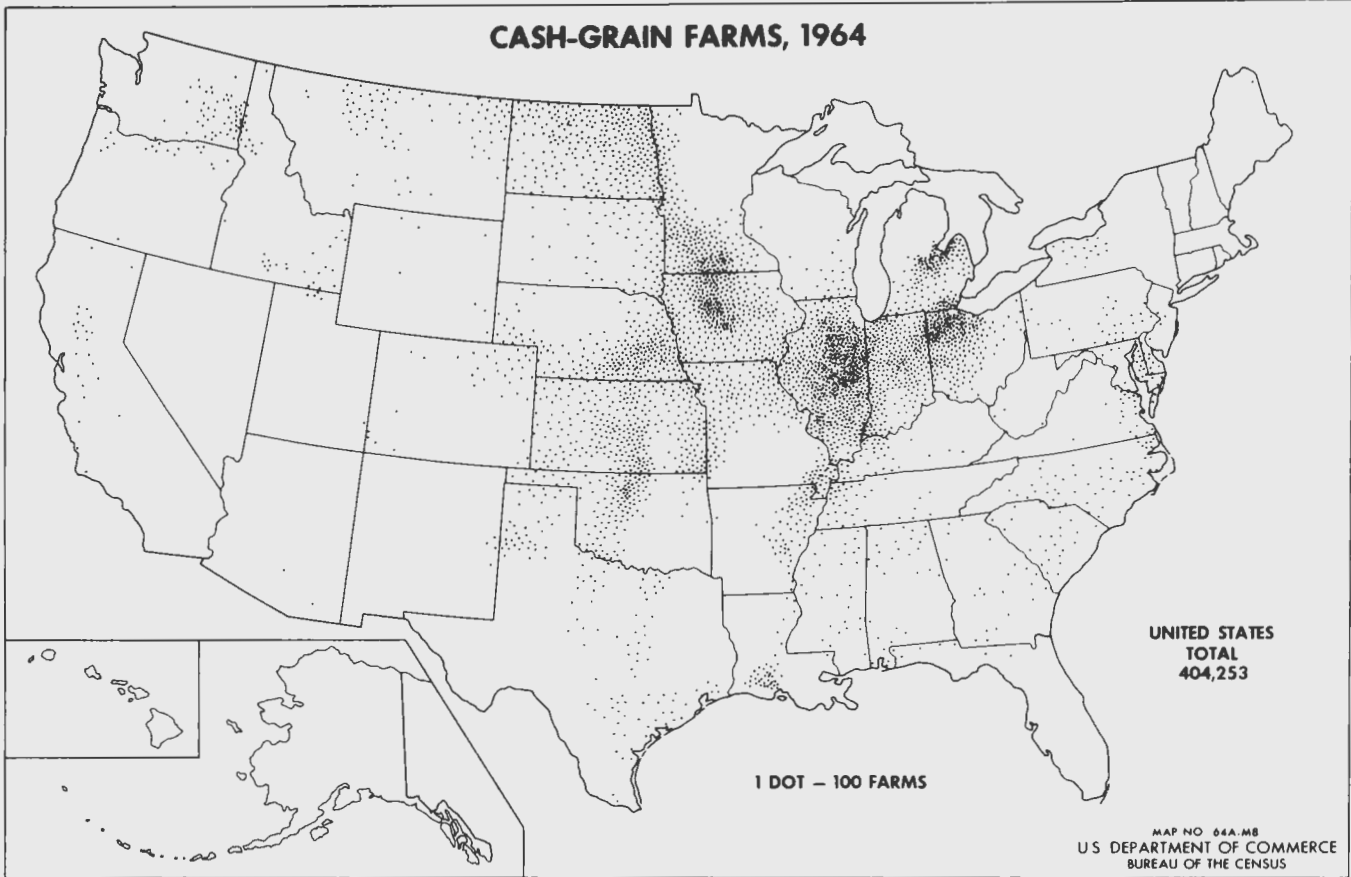 CASH-GRAIN FARMS, 1964
UNITED STATES
TOTAL
404,253
1 DOT – 100 FARMS
MAP NO 64A.M8
U S DEPARTMENT OF COMMERCE
BUREAU OF THE CENSUS